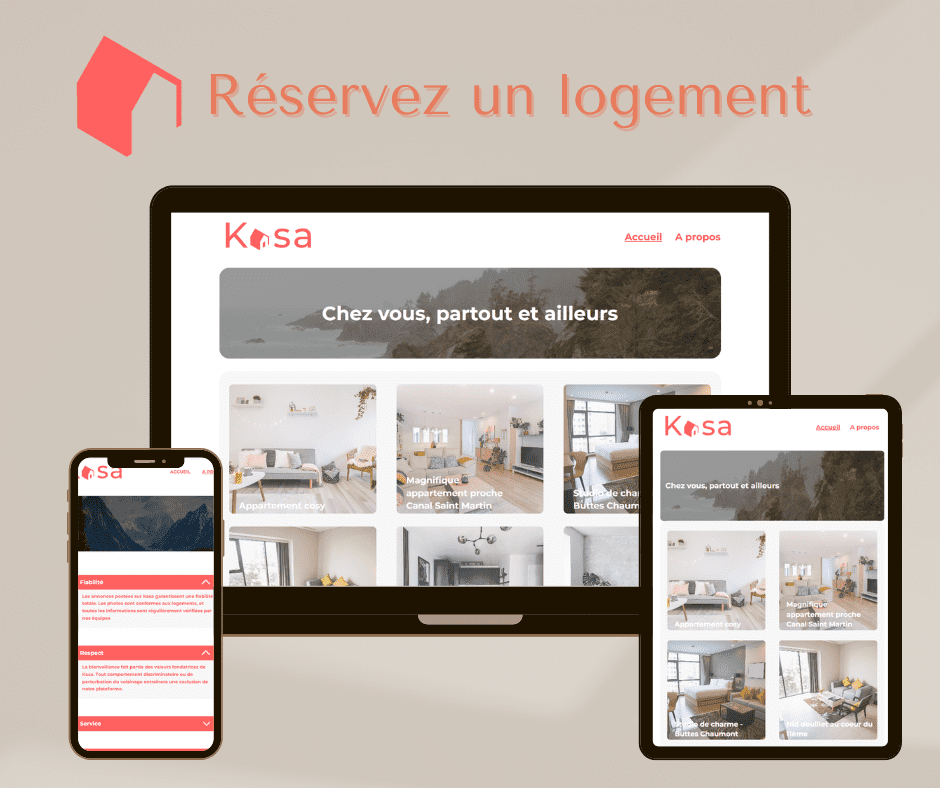 Réservez un logement
Kasa
Accueil A propos
Chez vous, partout et ailleurs
Appartement cosy
Magnifique
appartement proche
Canal Saint Martin
Studio de char
Buttes Chaumon
Kasa
Accueil A propos
Chez vous, partout et ailleurs
Appartement cosy
Magnifique
appartement proche
Canal Saint Martin
Studio de charme -
Buttes Chaumont
Nid douillet au coeur du
11ème
asa
ACCUEIL A PR
Fiabilité
Les annonces postées sur Kasa garantissent une fiabilité
totale. Les photos sont conformes aux logements, et
toutes les informations sont régulièrement vérifiées par
nos équipes
Respect
La bienveillance fait partie des valeurs fondatrices de
Kasa. Tout comportement discriminatoire ou de
perturbation du voisinage entraînera une exclusion de
notre plateforme.
Service